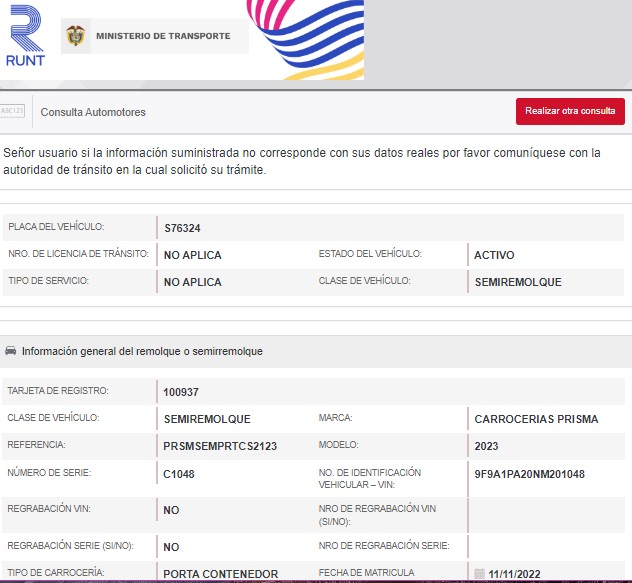 RUNT
MINISTERIO DE TRANSPORTE
ABC123
Consulta Automotores
Realizar otra consulta
Señor usuario si la información suministrada no corresponde con sus datos reales por favor comuníquese con la
autoridad de tránsito en la cual solicitó su trámite.
PLACA DEL VEHÍCULO: S76324
NRO. DE LICENCIA DE TRÁNSITO: NO APLICA ESTADO DEL VEHÍCULO: ACTIVO
TIPO DE SERVICIO: NO APLICA CLASE DE VEHÍCULO: SEMIREMOLQUE
Información general del remolque o semirremolque
TARJETA DE REGISTRO: 100937
CLASE DE VEHÍCULO: SEMIREMOLQUE MARCA: CARROCERIAS PRISMA
REFERENCIA: PRSMSEMPRTCS2123 MODELO: 2023
NÚMERO DE SERIE: C1048 NO. DE IDENTIFICACIÓN
VEHICULAR – VIN: 9F9A1PA20NM201048
REGRABACIÓN VIN: NO NRO DE REGRABACIÓN VIN
(SI/NO):
REGRABACIÓN SERIE (SI/NO): NO NRO DE REGRABACIÓN SERIE:
TIPO DE CARROCERÍA: PORTA CONTENEDOR FECHA DE MATRICULA 11/11/2022